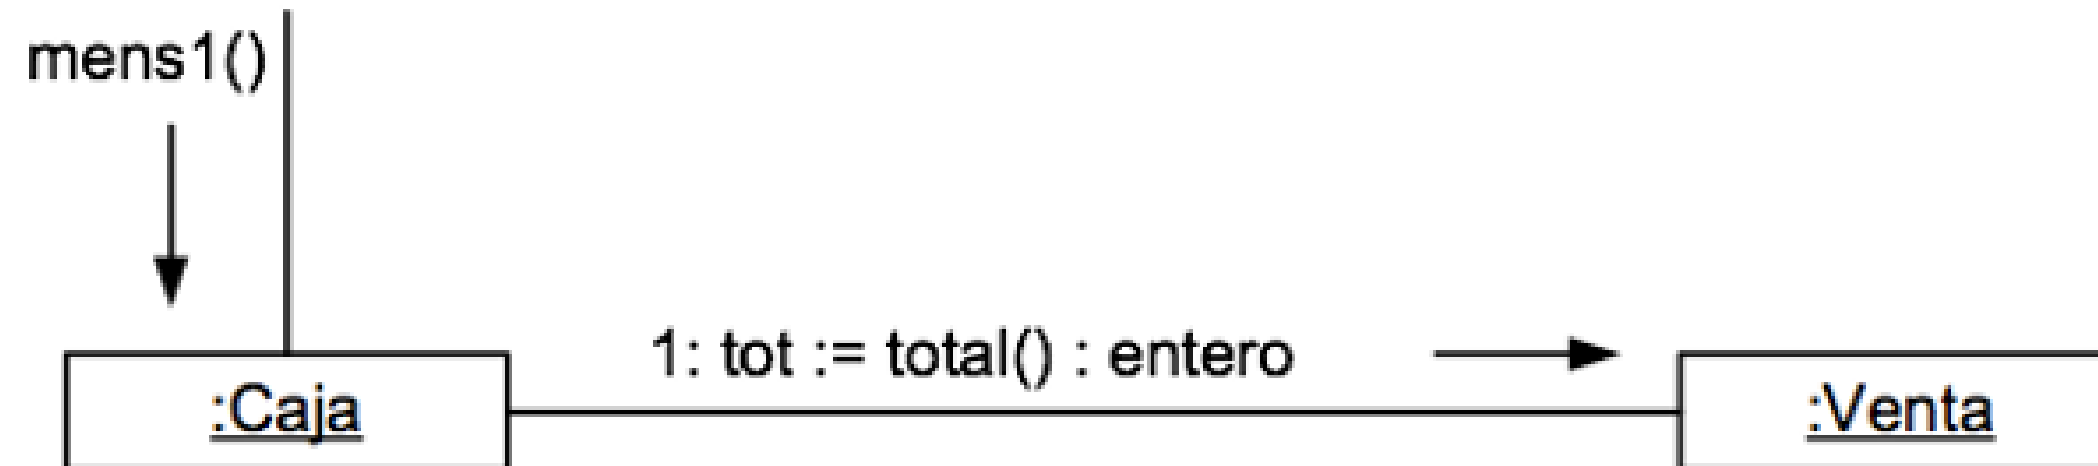 mens1()
1: tot := total() : entero
:Caja
:Venta